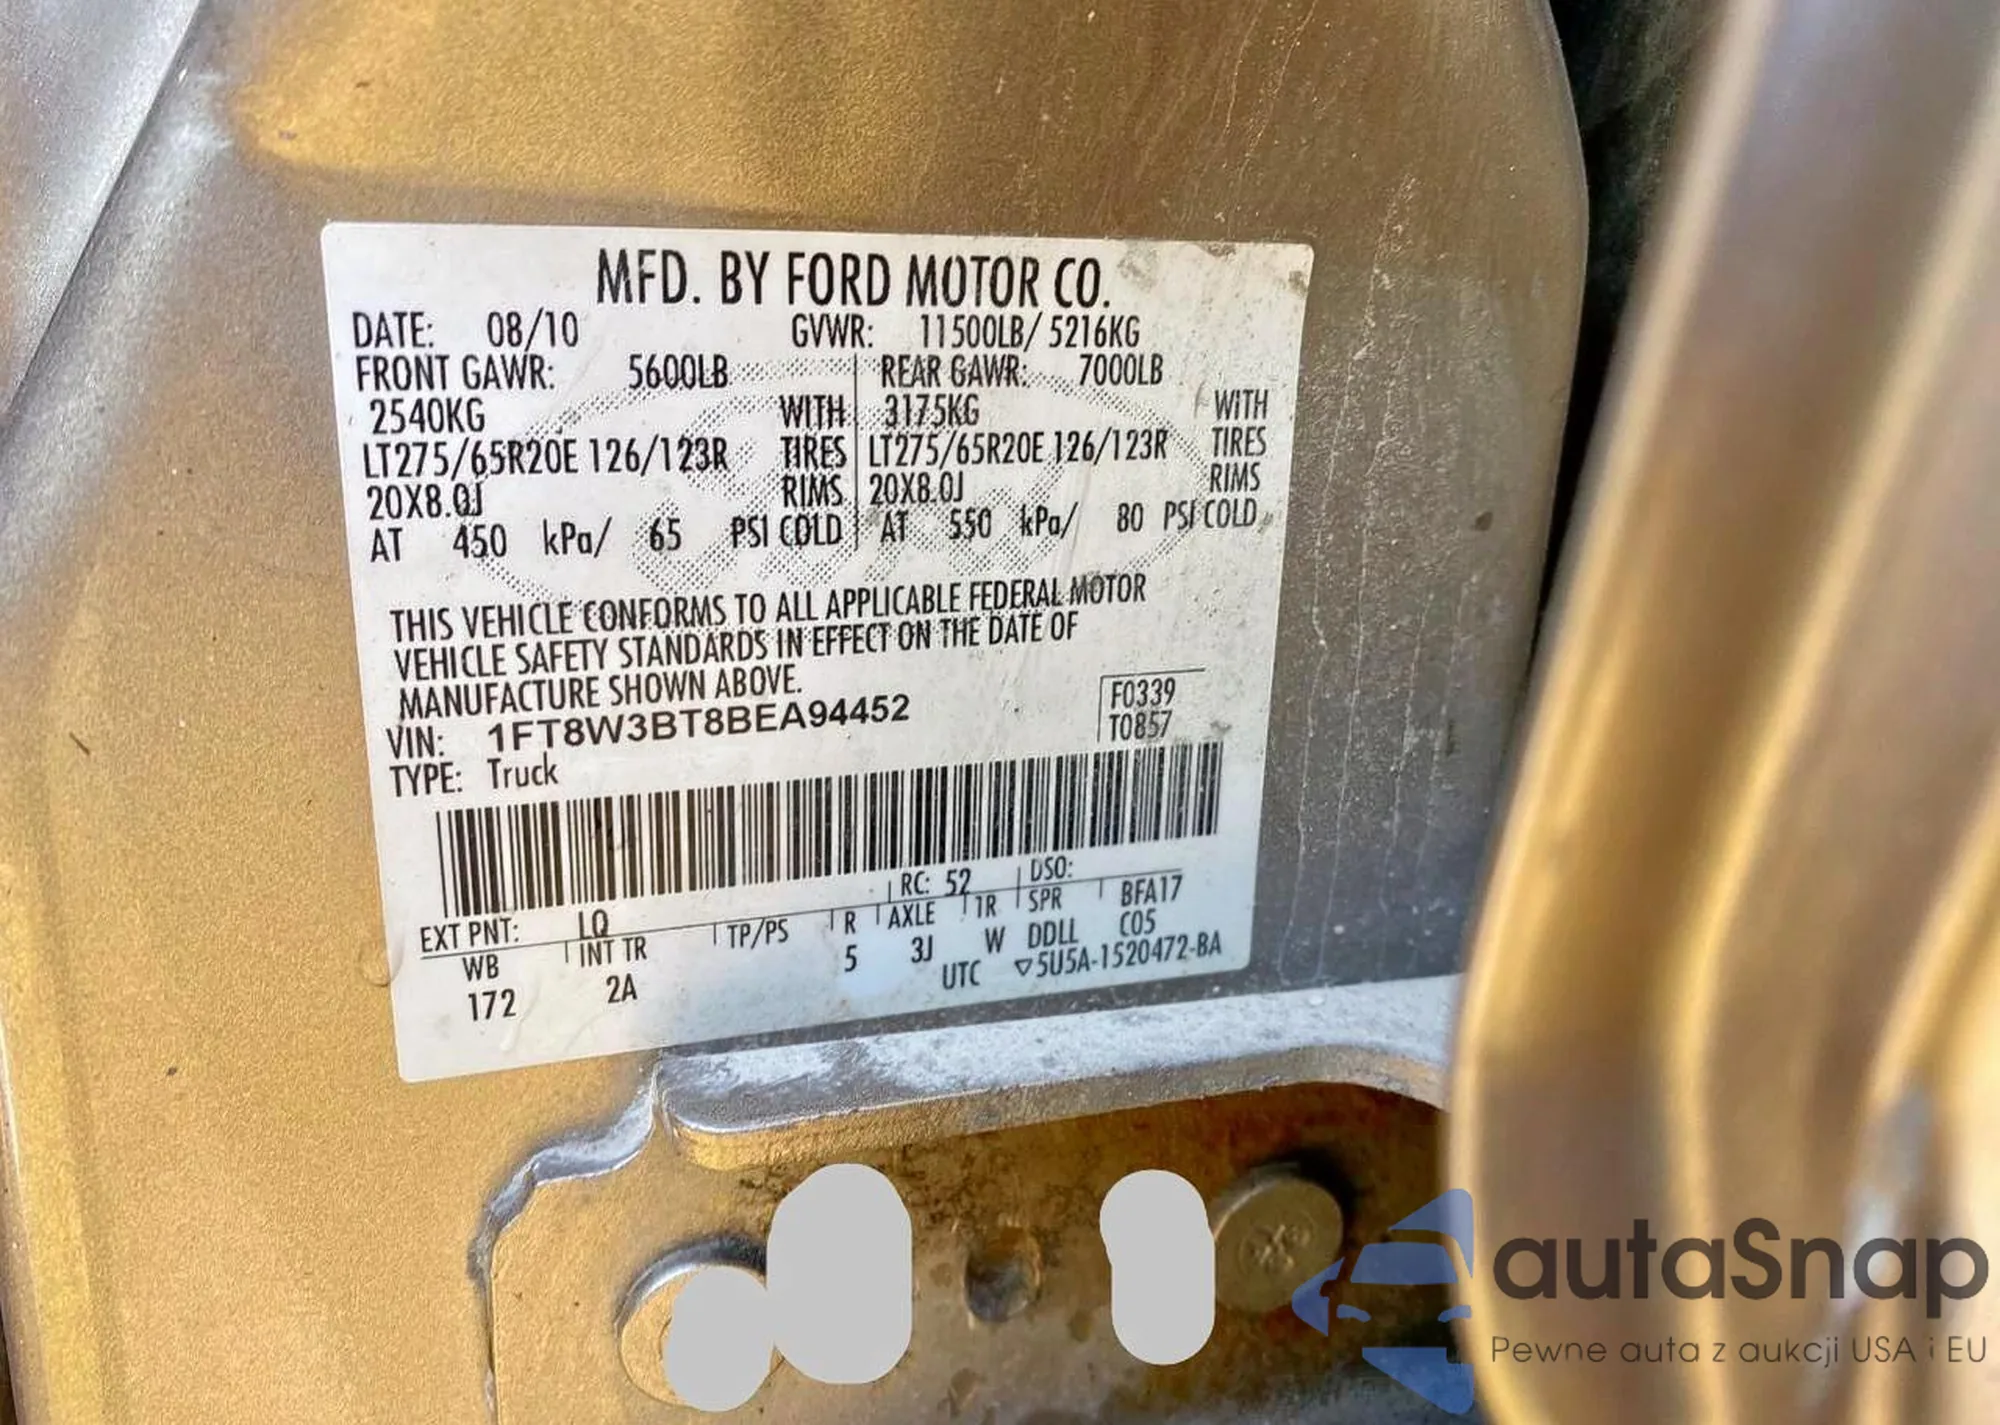 MFD. BY FORD MOTOR CO.
DATE: 08/10 GVWR: 11500LB/ 5216KG
FRONT GAWR: 5600LB REAR GAWR: 7000LB
2540KG WITH 3175KG WITH
LT275/65R20E 126/123R TIRES LT275/65R20E 126/123R TIRES
20X8.0J RIMS 20X8.0J RIMS
AT 450 kPa/ 65 PSI COLD AT 550 kPa/ 80 PSI COLD
THIS VEHICLE CONFORMS TO ALL APPLICABLE FEDERAL MOTOR
VEHICLE SAFETY STANDARDS IN EFFECT ON THE DATE OF
MANUFACTURE SHOWN ABOVE.
VIN: 1FT8W3BT8BEA94452 F0339
TYPE: Truck T0857
EXT PNT: LQ RC: 52 DSO:
WB INT TR TP/PS R AXLE TR SPR BFA17
172 2A 5 3J W DDLL C05
UTC ▽5U5A-1520472-BA
autaSnap
Pewne auta z aukcji USA i EU